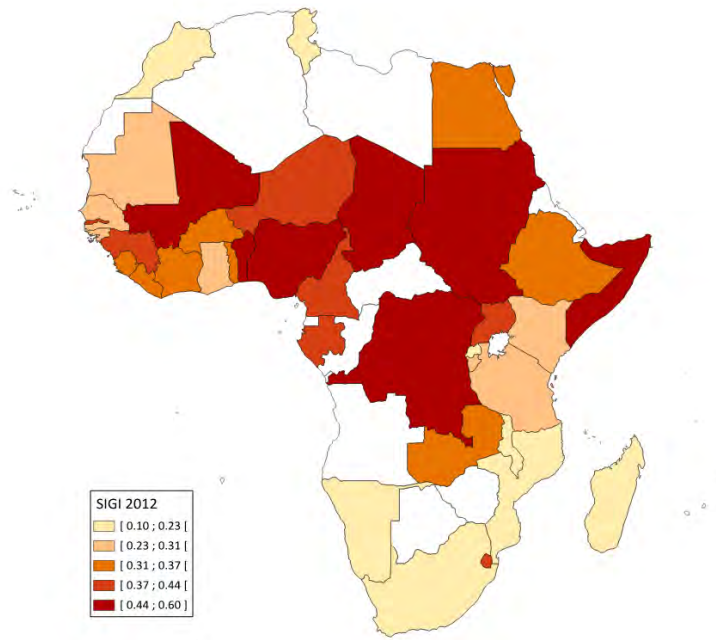 SIGI 2012
[ 0.10 ; 0.23 [
[ 0.23 ; 0.31 [
[ 0.31 ; 0.37 [
[ 0.37 ; 0.44 [
[ 0.44 ; 0.60 ]